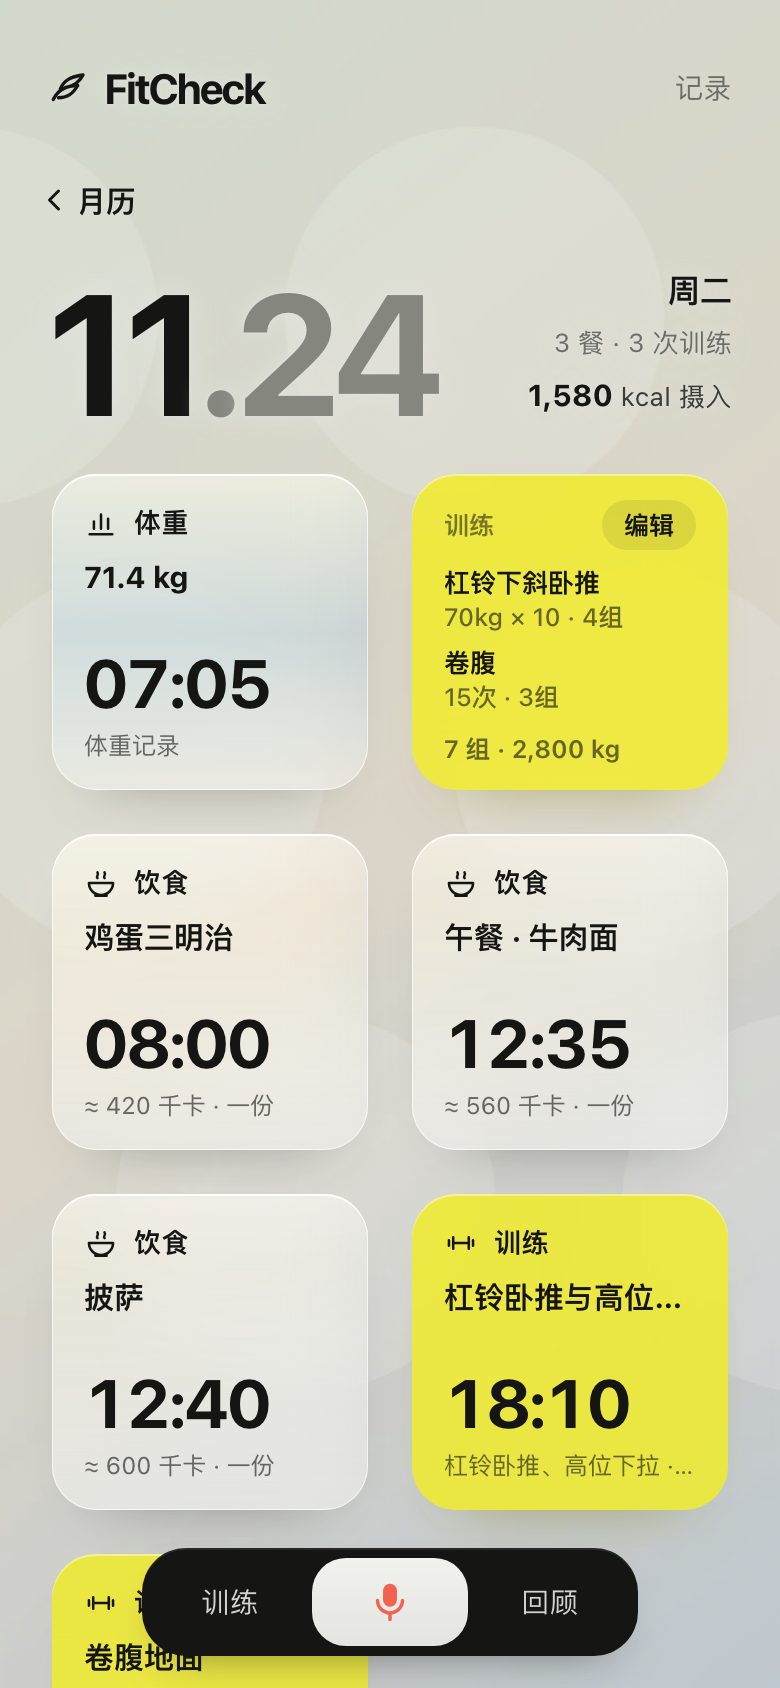 FitCheck
记录
月历
11.24
周二
3 餐 · 3 次训练
1,580 kcal 摄入
体重
71.4 kg
07:05
体重记录
训练
编辑
杠铃下斜卧推
70kg × 10 · 4组
卷腹
15次 · 3组
7 组 · 2,800 kg
饮食
鸡蛋三明治
08:00
≈ 420 千卡 · 一份
饮食
午餐 · 牛肉面
12:35
≈ 560 千卡 · 一份
饮食
披萨
12:40
≈ 600 千卡 · 一份
训练
杠铃卧推与高位...
18:10
杠铃卧推、高位下拉 ·...
卷腹地面
训练
回顾